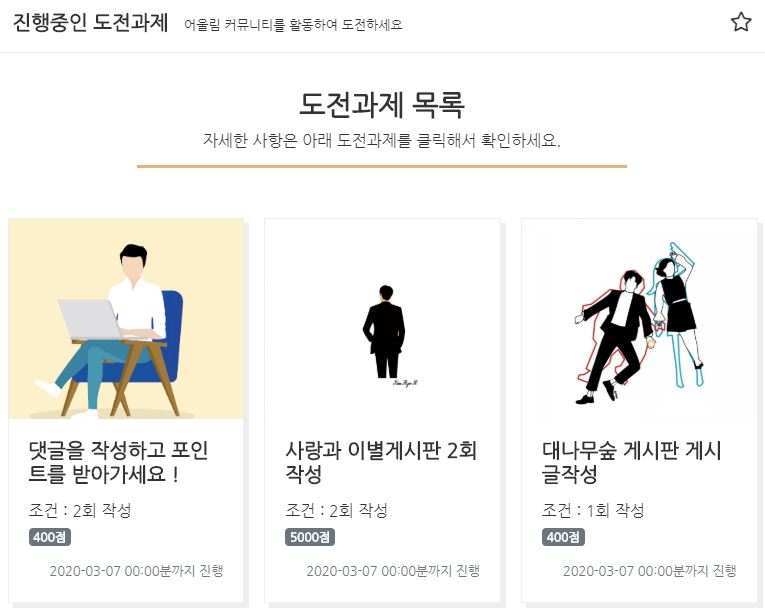 진행중인 도전과제 어울림 커뮤니티를 활동하여 도전하세요
도전과제 목록
자세한 사항은 아래 도전과제를 클릭해서 확인하세요.
댓글을 작성하고 포인
트를 받아가세요 !
조건 : 2회 작성
400점
2020-03-07 00:00분까지 진행
사랑과 이별게시판 2회
작성
조건 : 2회 작성
5000점
2020-03-07 00:00분까지 진행
대나무숲 게시판 게시
글작성
조건 : 1회 작성
400점
2020-03-07 00:00분까지 진행